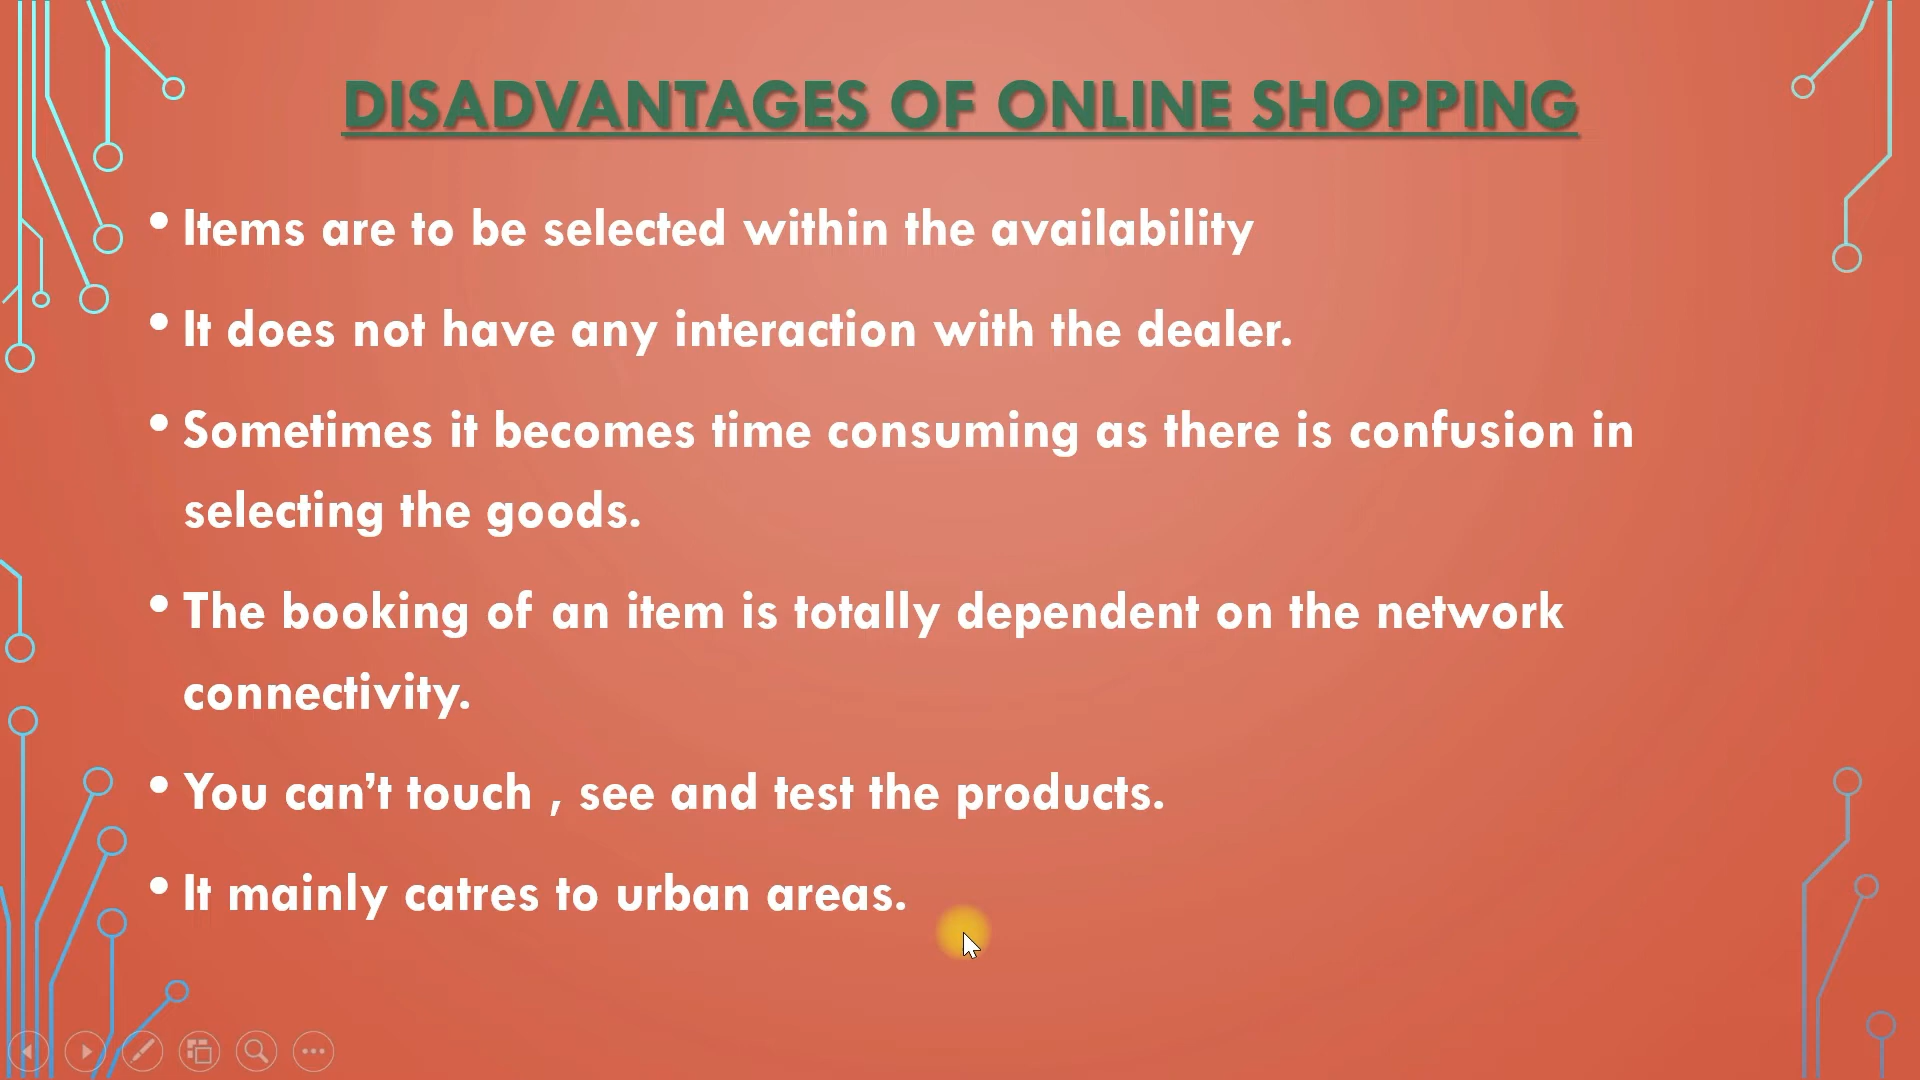 DISADVANTAGES OF ONLINE SHOPPING
• Items are to be selected within the availability
• It does not have any interaction with the dealer.
• Sometimes it becomes time consuming as there is confusion in
selecting the goods.
• The booking of an item is totally dependent on the network
connectivity.
• You can’t touch , see and test the products.
• It mainly catres to urban areas.